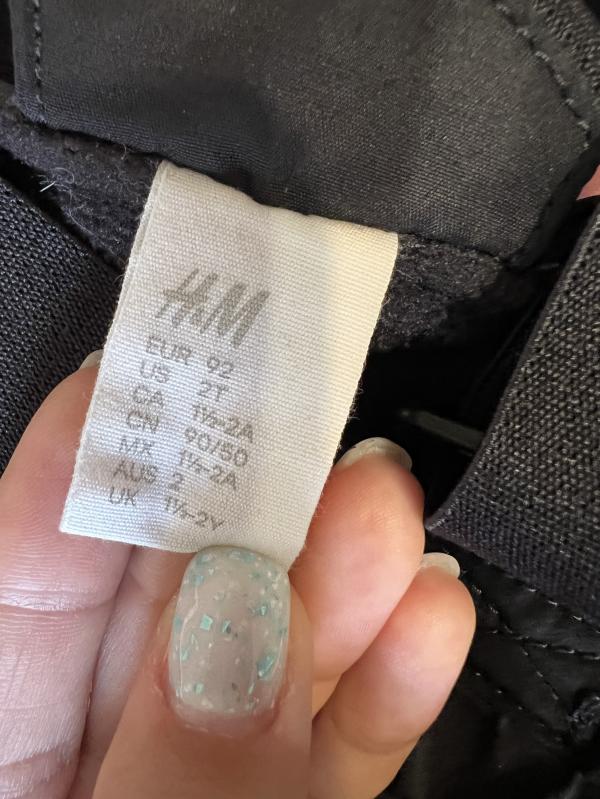 H&M
EUR 92
US 2T
CA 1½-2A
CN 90/50
MX 1½-2A
AUS 2
UK 1½-2Y